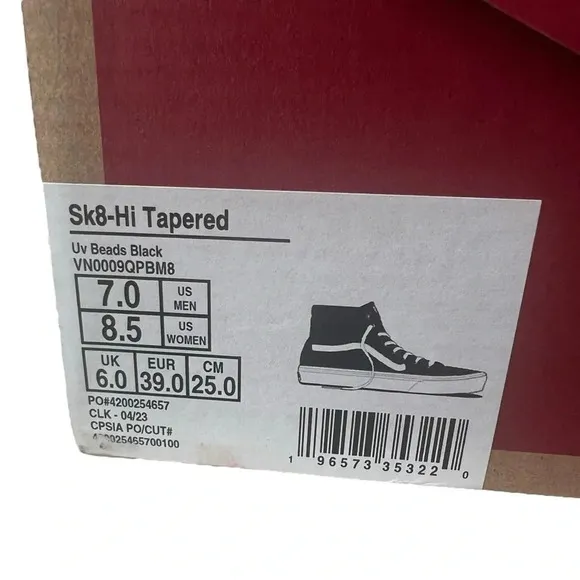 Sk8-Hi Tapered
Uv Beads Black
VN0009QPBM8
7.0 US MEN
8.5 US WOMEN
UK 6.0 EUR 39.0 CM 25.0
PO#4200254657
CLK - 04/23
CPSIA PO/CUT#
420025465700100
1 96573 35322 0